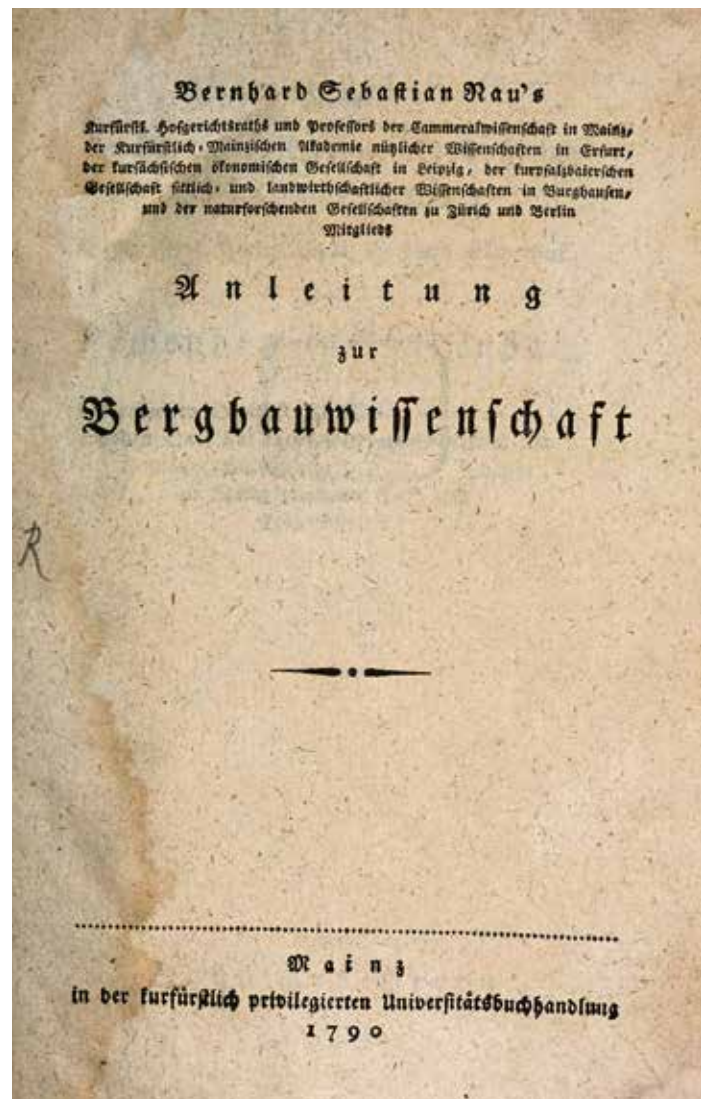 Bernhard Sebastian Rau's
Kurfürstl. Hofgerichtsraths und Professors der Cammeralwissenschaft in Mainz,
der Kurfürstlich-Mainzischen Akademie nützlicher Wissenschaften in Erfurt,
der kursächsischen ökonomischen Gesellschaft in Leipzig, der kurpfalzbaierschen
Gesellschaft sittlich- und landwirthschaftlicher Wissenschaften in Burghausen,
und der naturforschenden Gesellschaften zu Zürich und Berlin
Mitglieds
Anleitung
zur
Bergbauwissenschaft
R
Mainz
in der kurfürstlich privilegierten Universitätsbuchhandlung
1790